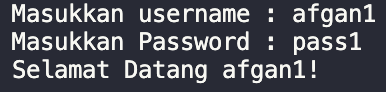 Masukkan username : afgan1
Masukkan Password : pass1
Selamat Datang afgan1!